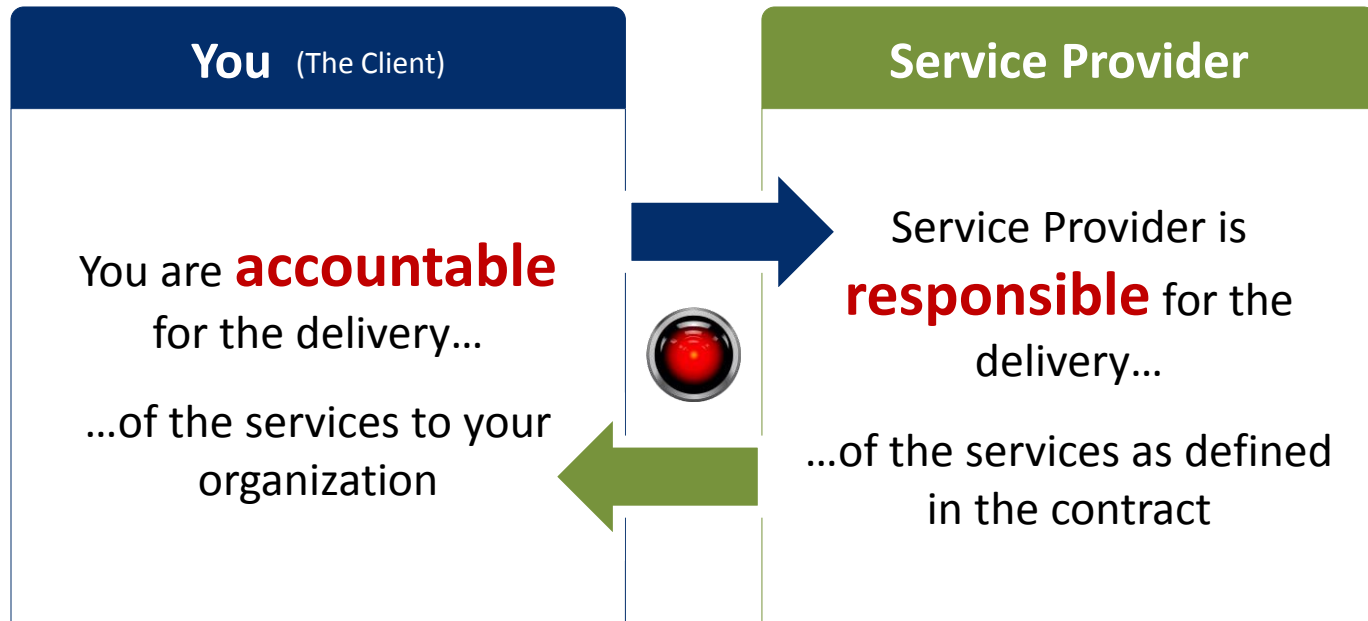 You (The Client)
You are accountable
for the delivery…
…of the services to your
organization
Service Provider
Service Provider is
responsible for the
delivery…
…of the services as defined
in the contract